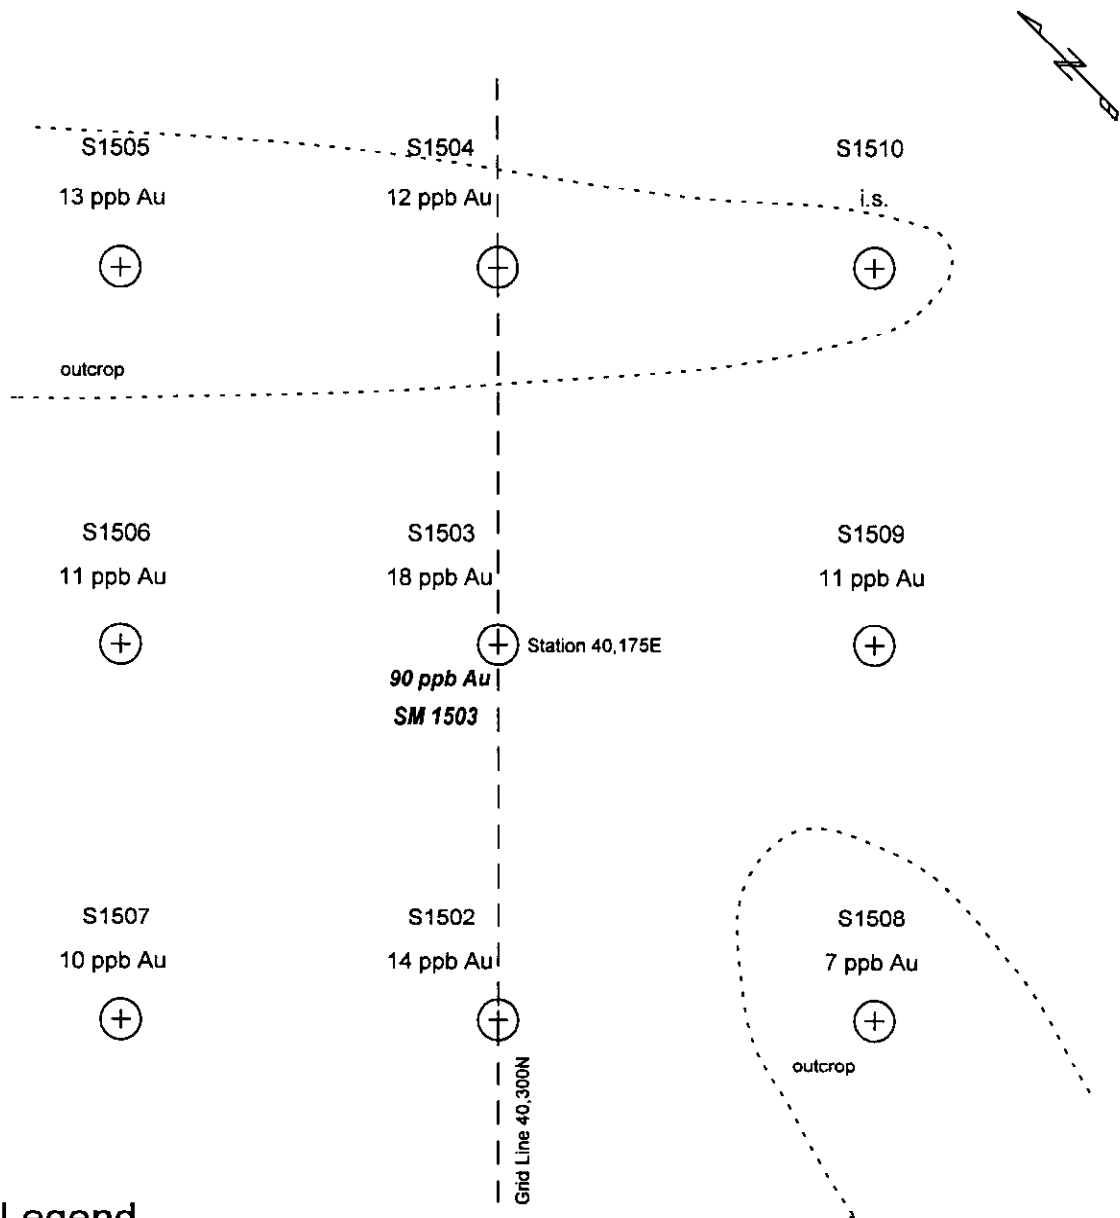 N
S1505
S1504
S1510
13 ppb Au
12 ppb Au
i.s.
outcrop
S1506
S1503
S1509
11 ppb Au
18 ppb Au
11 ppb Au
Station 40,175E
90 ppb Au
SM 1503
S1507
S1502
S1508
10 ppb Au
14 ppb Au
7 ppb Au
outcrop
Grid Line 40,300N
Legend